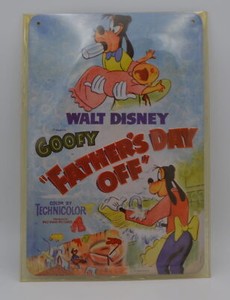 WALT DISNEY
GOOFY
"FATHER'S DAY
OFF"
COLOR BY
TECHNICOLOR